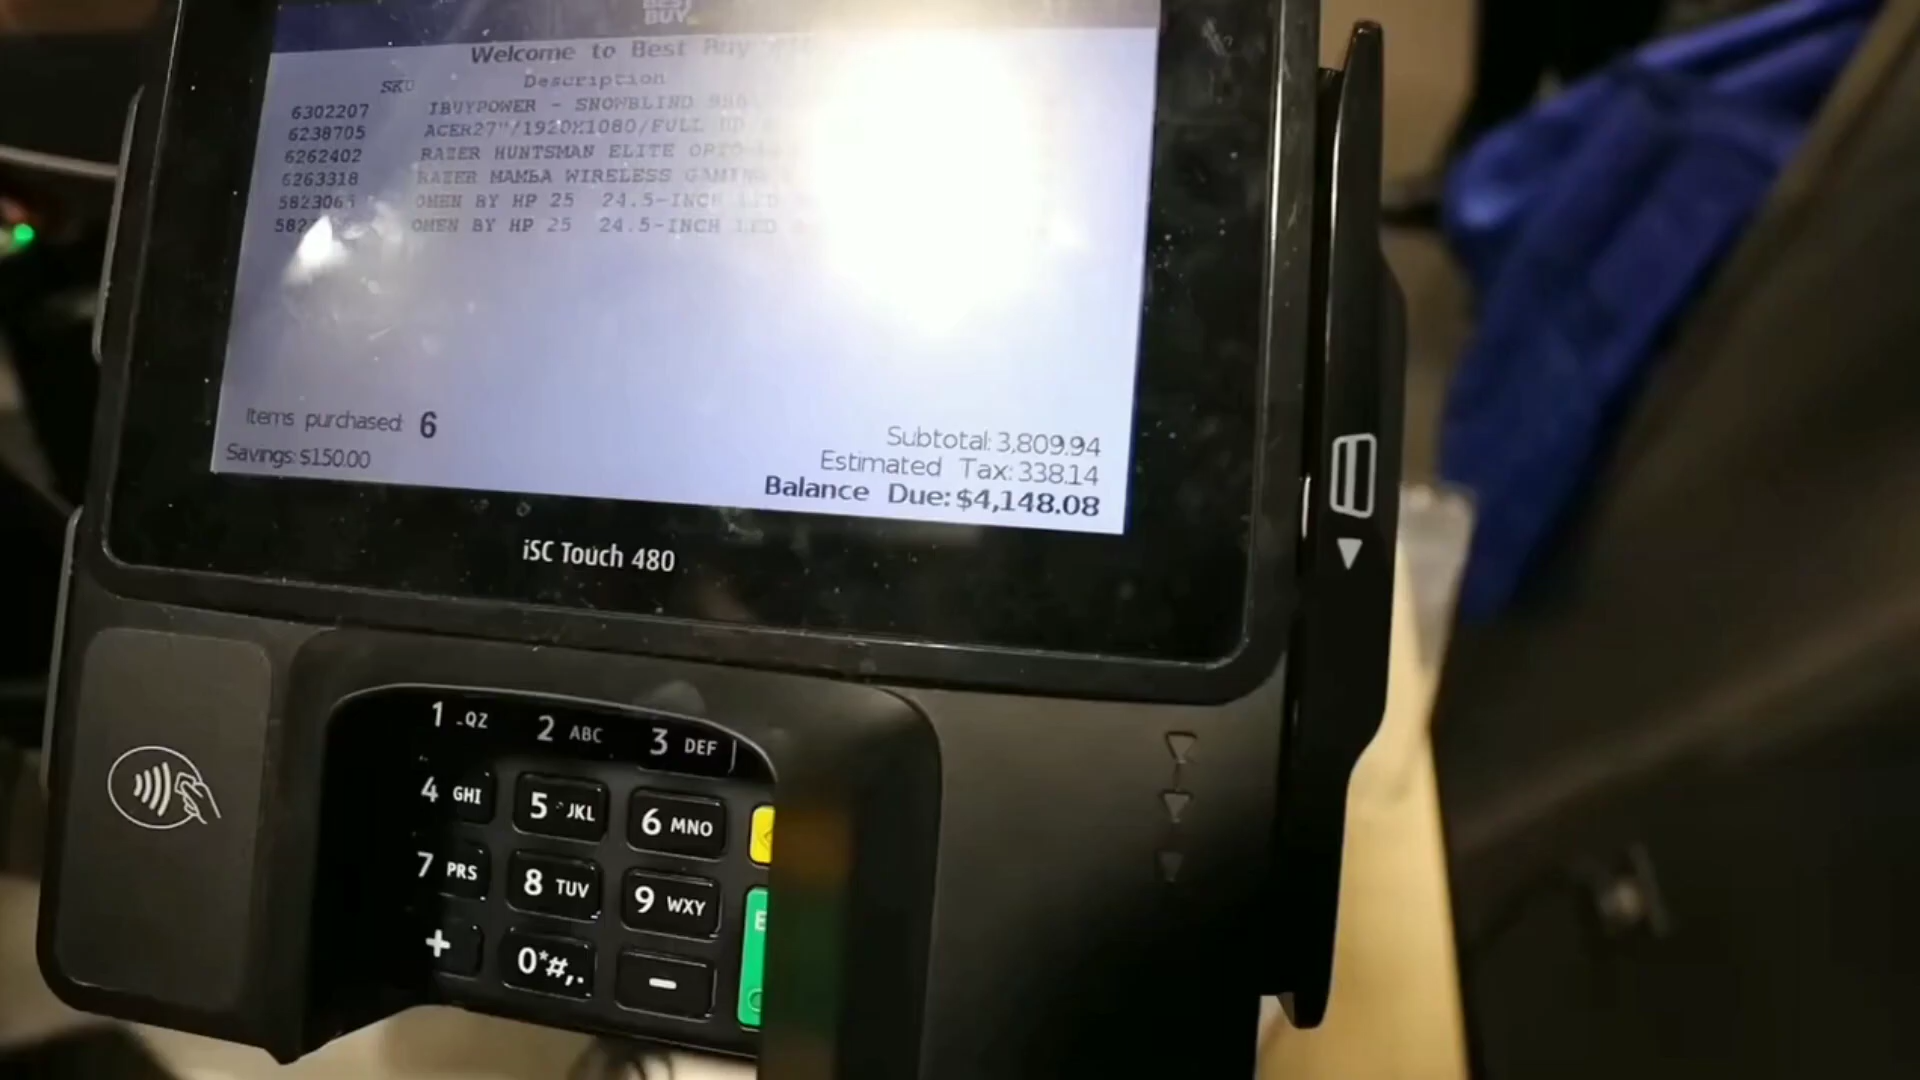 BEST
BUY
Welcome to Best Buy
SKU Description
6302207 IBUYPOWER - SNOWBLIND
6238705 ACER27"/1920X1080/FULL HD
6262402 RAZER HUNTSMAN ELITE
6263318 RAZER MAMBA WIRELESS GAMING
5823065 OMEN BY HP 25 24.5-INCH LED
582 OMEN BY HP 25 24.5-INCH LED
Items purchased: 6
Savings: $150.00
Subtotal: 3,809.94
Estimated Tax: 338.14
Balance Due: $4,148.08
iSC Touch 480
1 -QZ 2 ABC 3 DEF
4 GHI 5 JKL 6 MNO
7 PRS 8 TUV 9 WXY
+ 0*#,. -